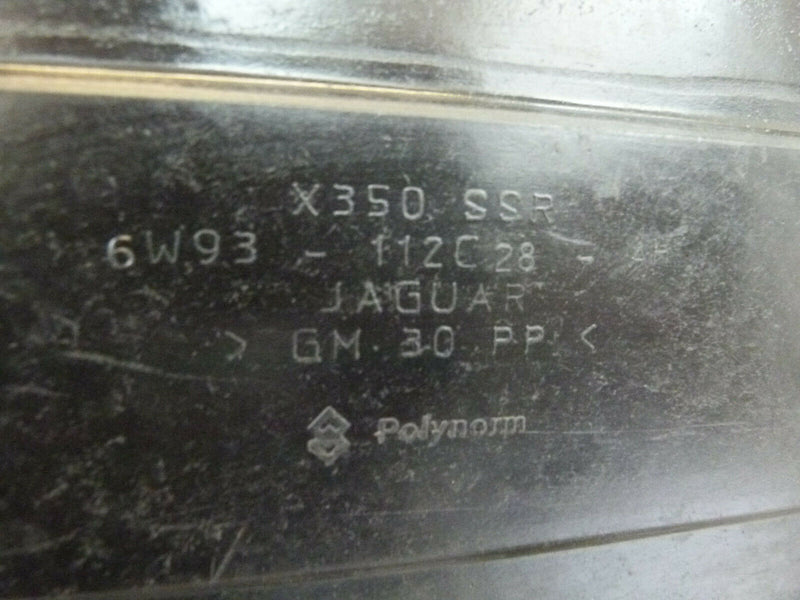 X350 SSR
6W93 - 112C28 -
JAGUAR
> GM 30 PP <
Polynorm